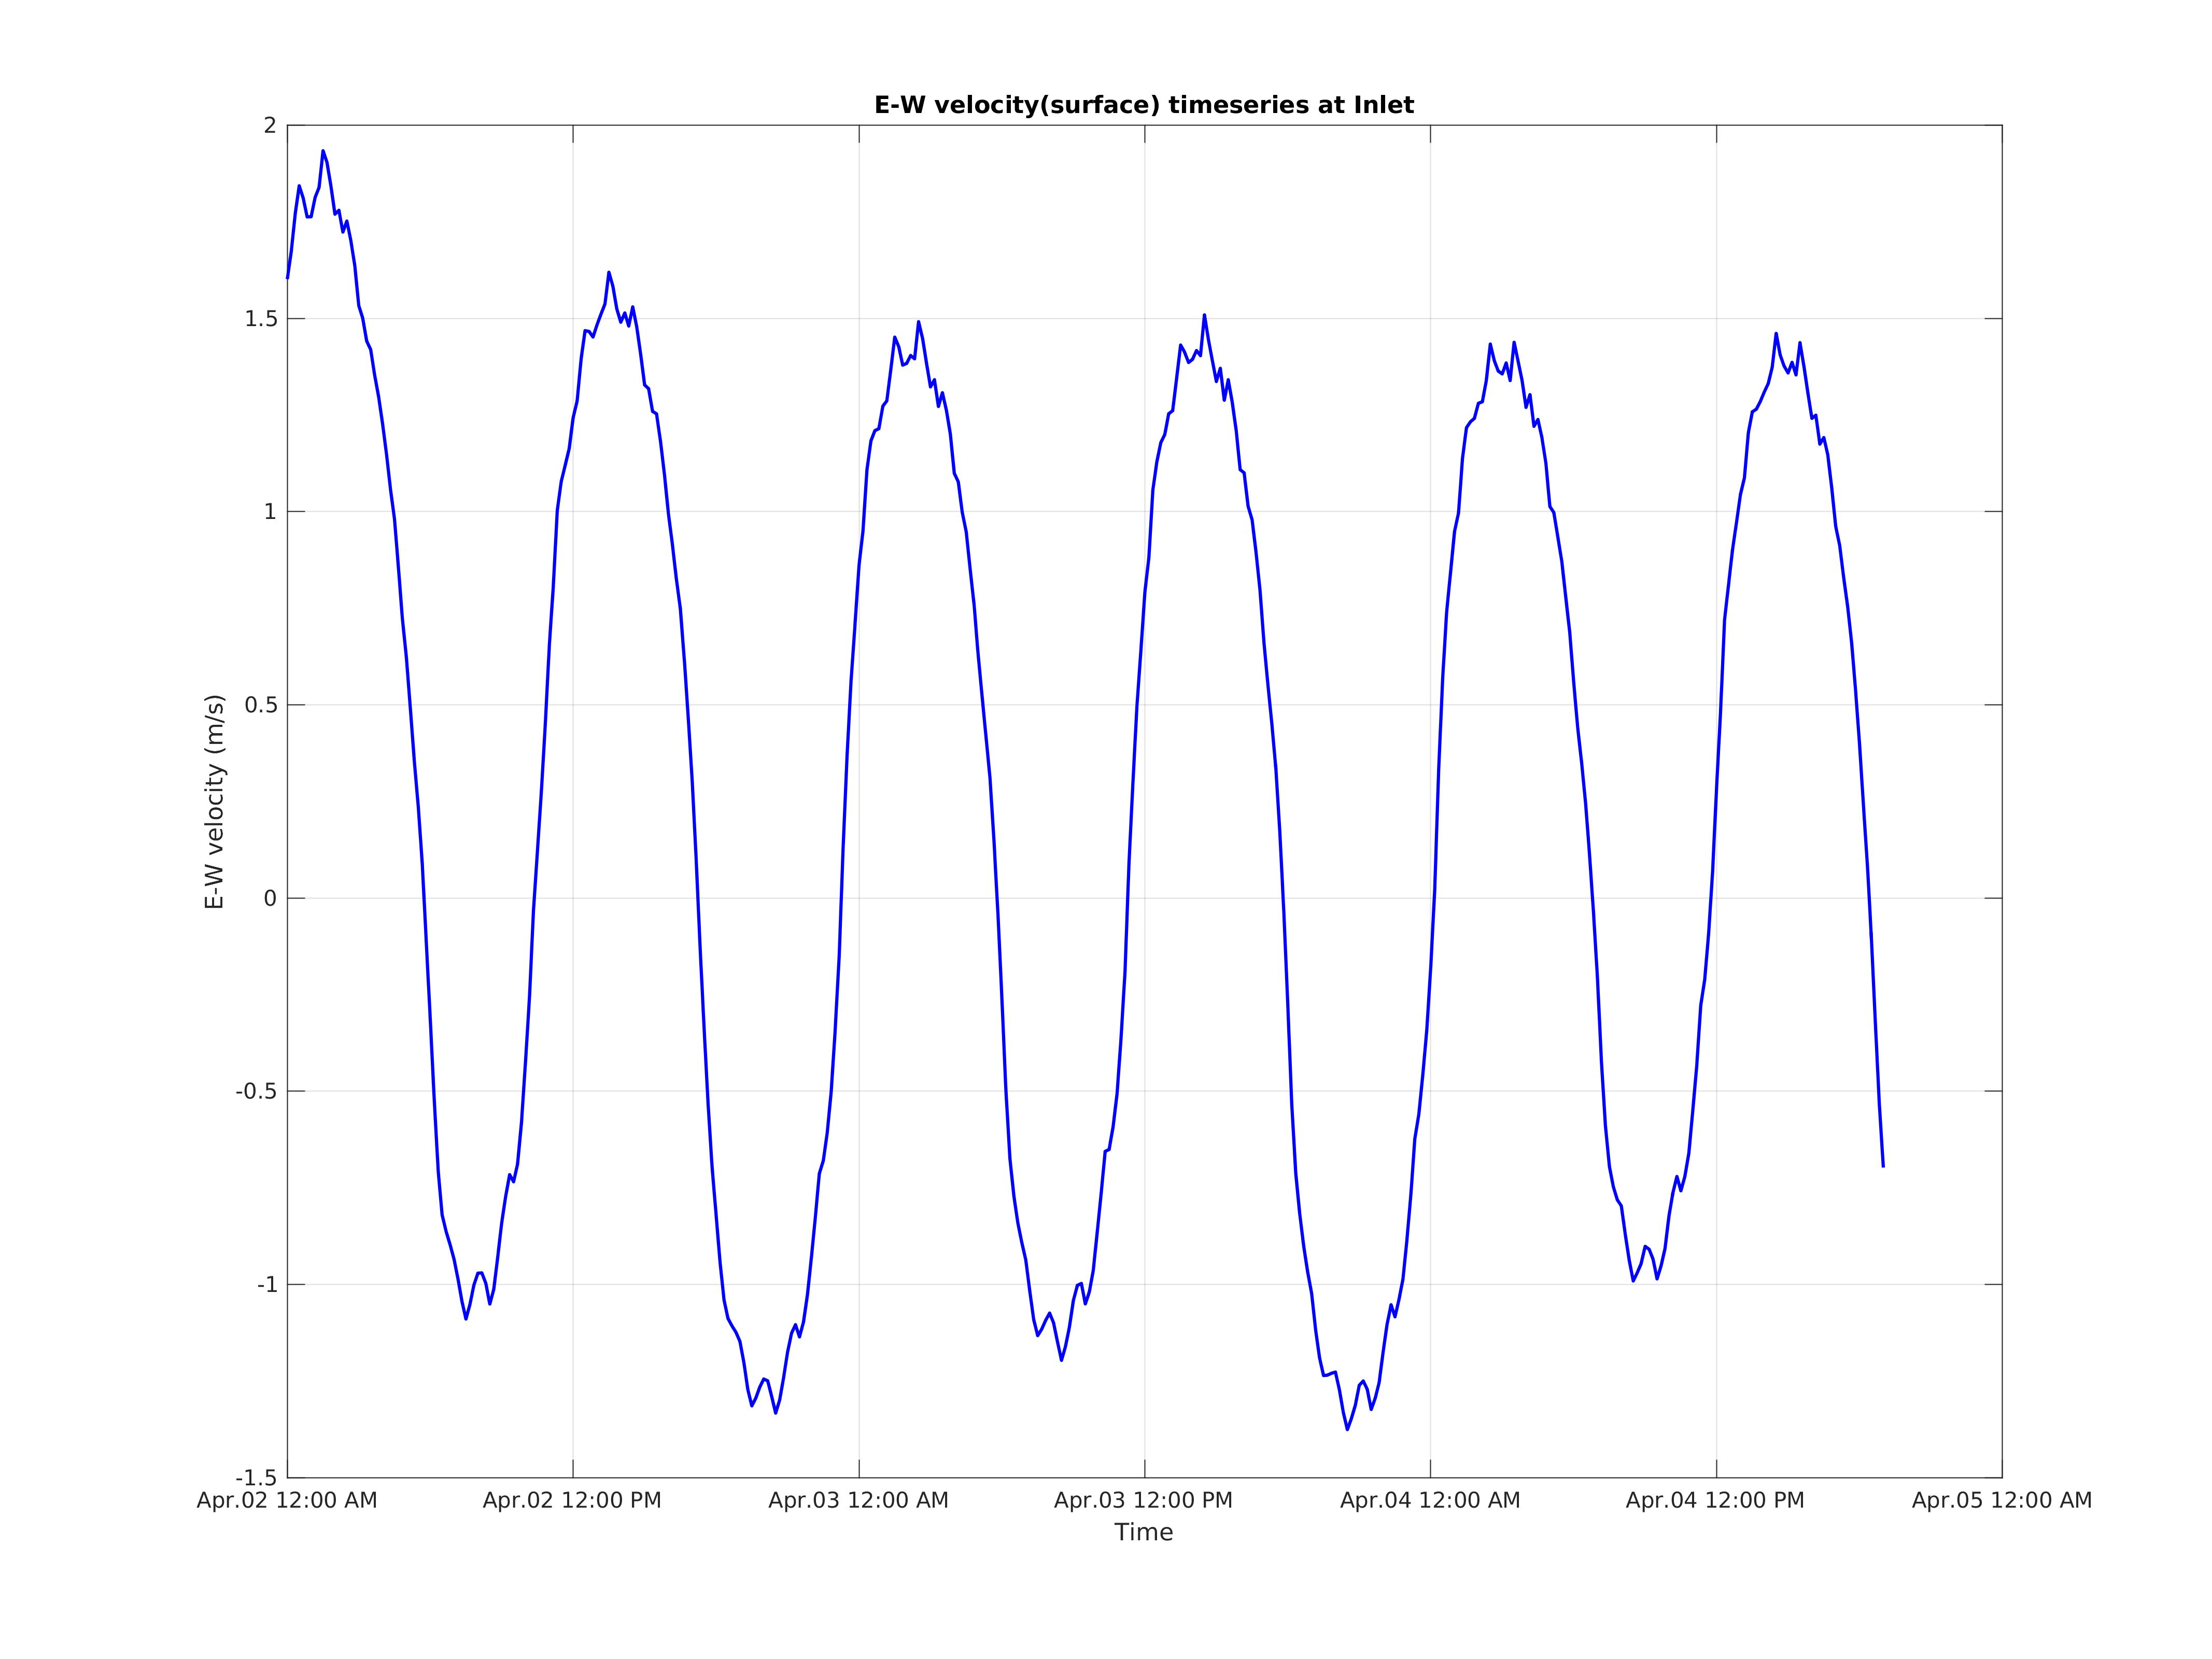 E-W velocity(surface) timeseries at Inlet
2
1.5
1
0.5
0
-0.5
-1
-1.5
E-W velocity (m/s)
Apr.02 12:00 AM
Apr.02 12:00 PM
Apr.03 12:00 AM
Apr.03 12:00 PM
Apr.04 12:00 AM
Apr.04 12:00 PM
Apr.05 12:00 AM
Time